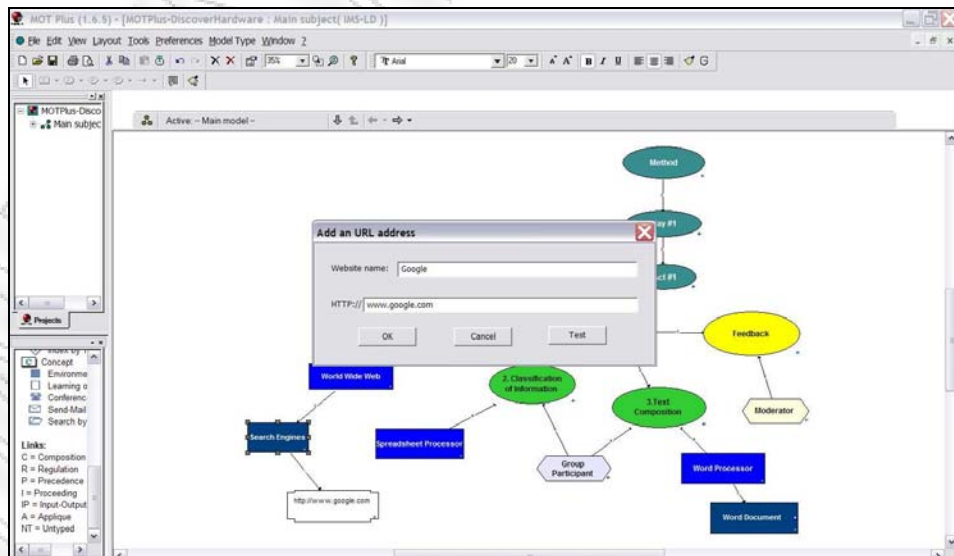 MOT Plus (1.6.5) - [MOTPlus-DiscoverHardware : Main subject( IMS-LD )]
File Edit View Layout Tools Preferences Model Type Window ?
35% Arial 20 B I U G
MOTPlus-Disco
Main subjec
Active: -- Main model --
Method
Add an URL address
ay #1
Website name: Google
ct #1
HTTP:// www.google.com
OK Cancel Test
Projects
Feedback
Concept
Environme
Learning o
Conferenc
Send-Mail
Search by
World Wide Web
2. Classification
of Information
3.Text
Composition
Moderator
Search Engines
Spreadsheet Processor
Group
Participant
Word Processor
http://www.google.com
Word Document
Links:
C = Composition
R = Regulation
P = Precedence
I = Proceeding
IP = Input-Output
A = Applique
NT = Untyped